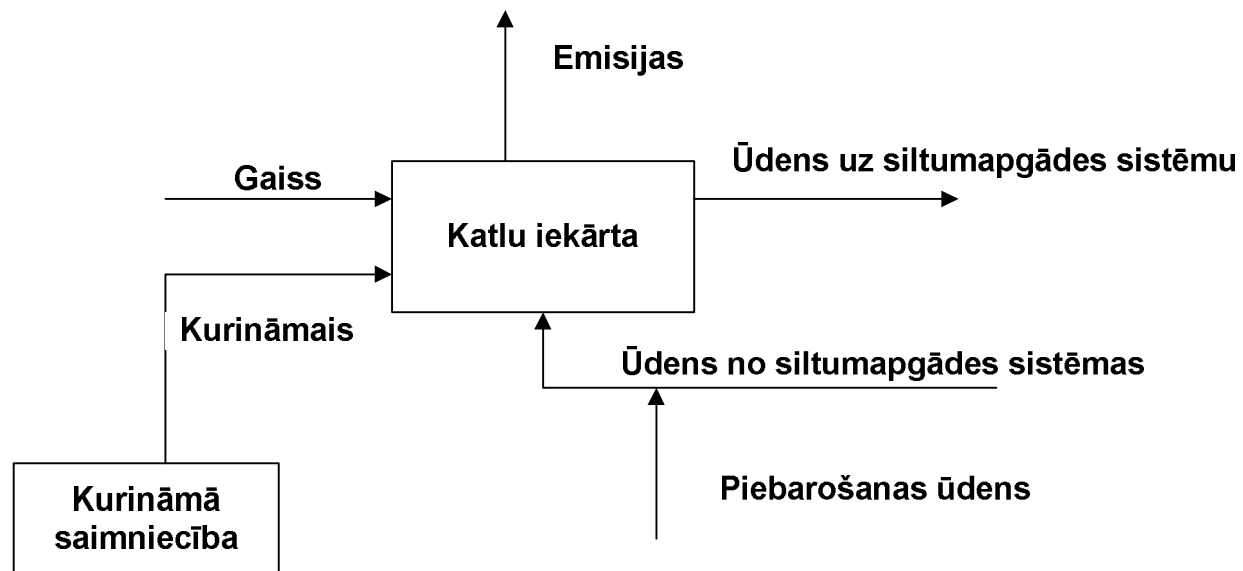 Emisijas
Gaiss
Ūdens uz siltumapgādes sistēmu
Katlu iekārta
Kurināmais
Ūdens no siltumapgādes sistēmas
Piebarošanas ūdens
Kurināmā
saimniecība